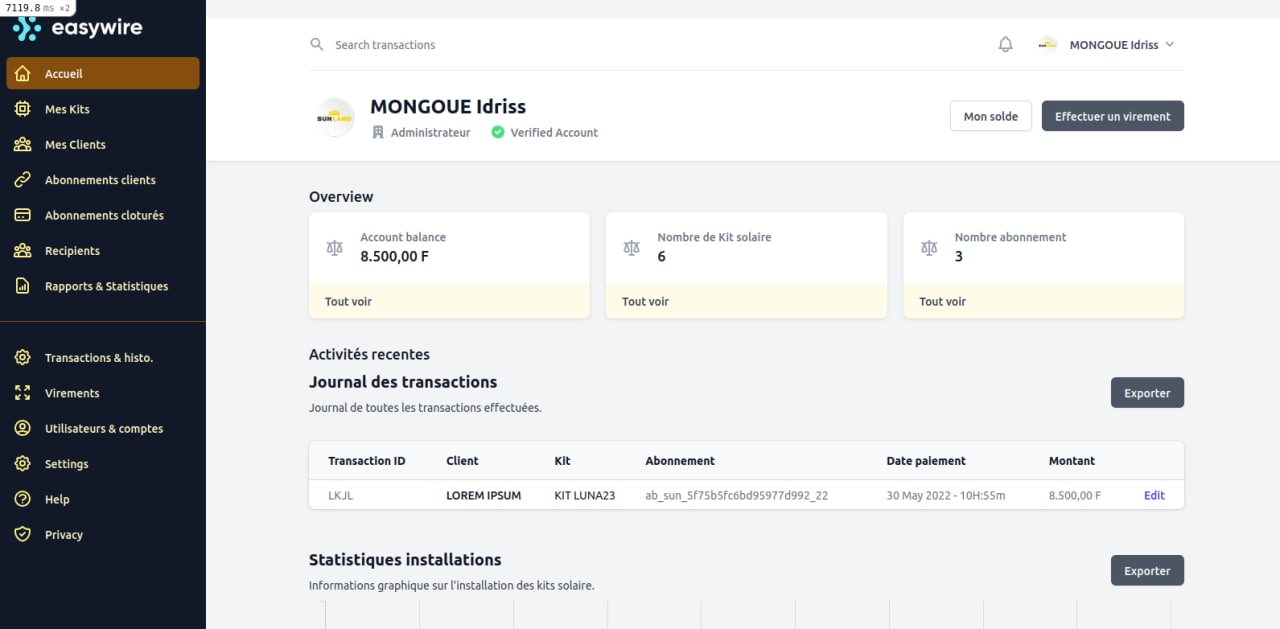 7119.8 ms ×2
easywire
Accueil
Mes Kits
Mes Clients
Abonnements clients
Abonnements cloturés
Recipients
Rapports & Statistiques
Transactions & histo.
Virements
Utilisateurs & comptes
Settings
Help
Privacy
Search transactions
SUNLAND
MONGOUE Idriss
SUNLAND
MONGOUE Idriss
Administrateur
Verified Account
Mon solde
Effectuer un virement
Overview
Account balance
8.500,00 F
Tout voir
Nombre de Kit solaire
6
Tout voir
Nombre abonnement
3
Tout voir
Activités recentes
Journal des transactions
Journal de toutes les transactions effectuées.
Exporter
Transaction ID Client Kit Abonnement Date paiement Montant
LKJL LOREM IPSUM KIT LUNA23 ab_sun_5f75b5fc6bd95977d992_22 30 May 2022 - 10H:55m 8.500,00 F Edit
Statistiques installations
Informations graphique sur l'installation des kits solaire.
Exporter